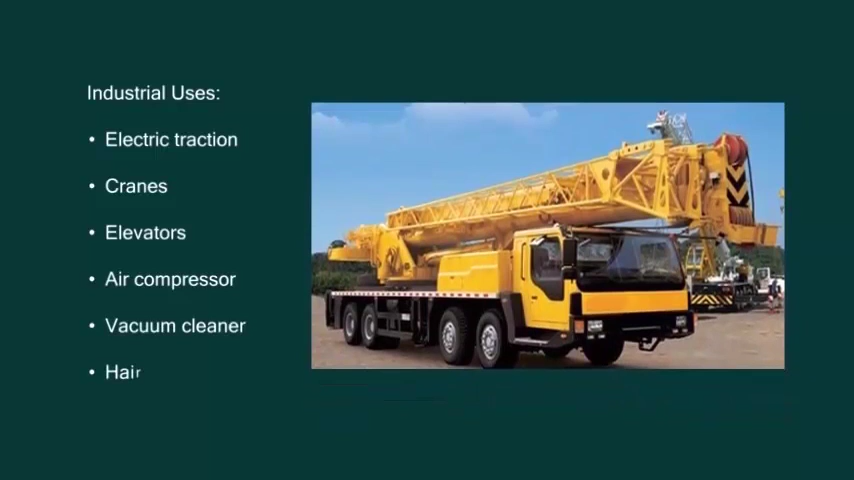 Industrial Uses:
• Electric traction
• Cranes
• Elevators
• Air compressor
• Vacuum cleaner
• Hair